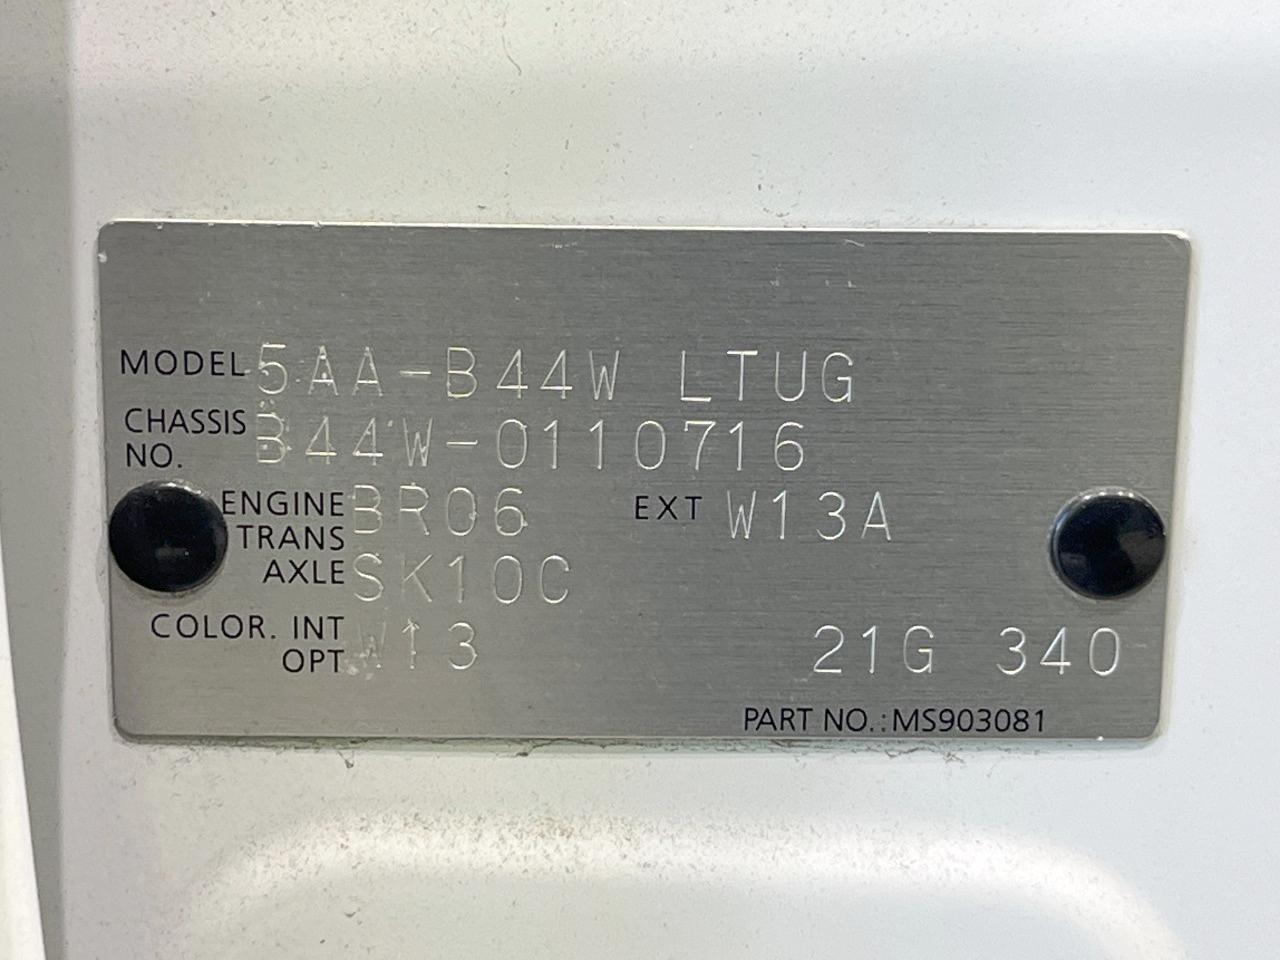 MODEL 5AA-B44W LTUG
CHASSIS NO. B44W-0110716
ENGINE BR06 EXT W13A
TRANS AXLE SK10C
COLOR. INT OPT W13 21G 340
PART NO.:MS903081